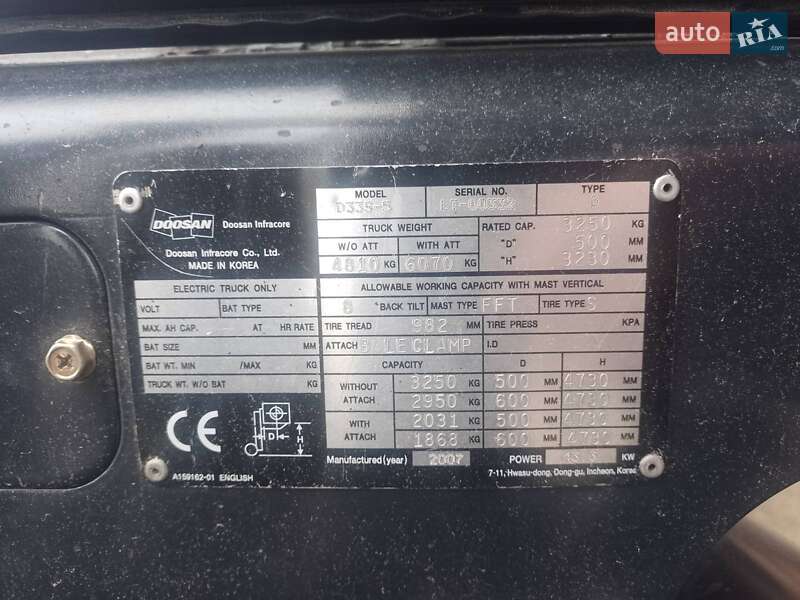 auto RIA .com
DOOSAN Doosan Infracore
Doosan Infracore Co., Ltd.
MADE IN KOREA
MODEL SERIAL NO. TYPE
D33S-5 D
TRUCK WEIGHT RATED CAP. 3250 KG
W/O ATT WITH ATT "D" 500 MM
4810 KG 6070 KG "H" 3230 MM
ELECTRIC TRUCK ONLY
VOLT BAT TYPE
MAX. AH CAP. AT HR RATE
BAT SIZE MM
BAT WT. MIN /MAX KG
TRUCK WT. W/O BAT KG
ALLOWABLE WORKING CAPACITY WITH MAST VERTICAL
° BACK TILT MAST TYPE FFT TIRE TYPE S
TIRE TREAD 982 MM TIRE PRESS KPA
ATTACH BALE CLAMP I.D
CAPACITY D H
WITHOUT ATTACH 3250 KG 500 MM 4730 MM
2950 KG 600 MM 4730 MM
WITH ATTACH 2031 KG 500 MM 4730 MM
1868 KG 600 MM 4730 MM
CE
D H
Manufactured (year) 2007 POWER KW
A159162-01 ENGLISH
7-11, Hwasu-dong, Dong-gu, Incheon, Korea